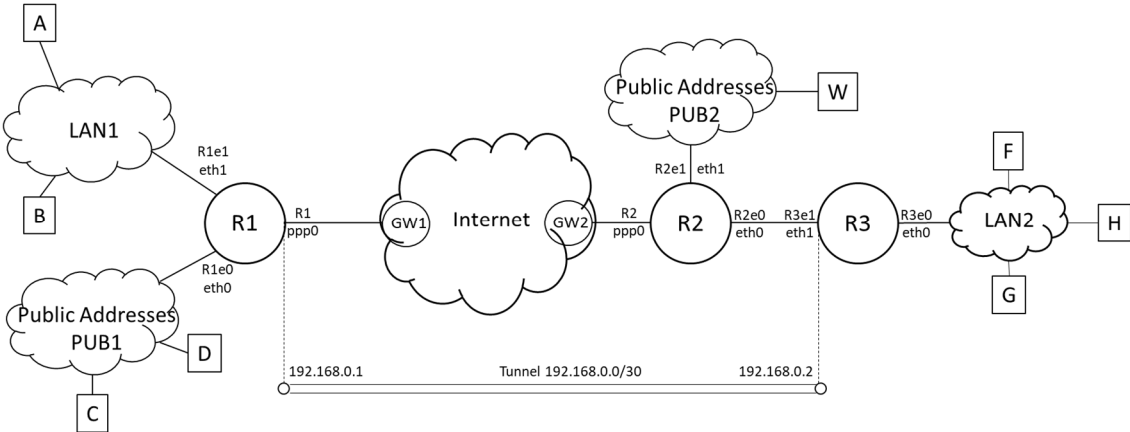 A
LAN1
B
R1e1
eth1
R1
R1
ppp0
R1e0
eth0
Public Addresses
PUB1
D
C
GW1
Internet
GW2
R2
ppp0
R2
Public Addresses
PUB2
W
R2e1 eth1
R2e0
eth0
R3e1
eth1
R3
R3e0
eth0
F
LAN2
H
G
192.168.0.1
Tunnel 192.168.0.0/30
192.168.0.2